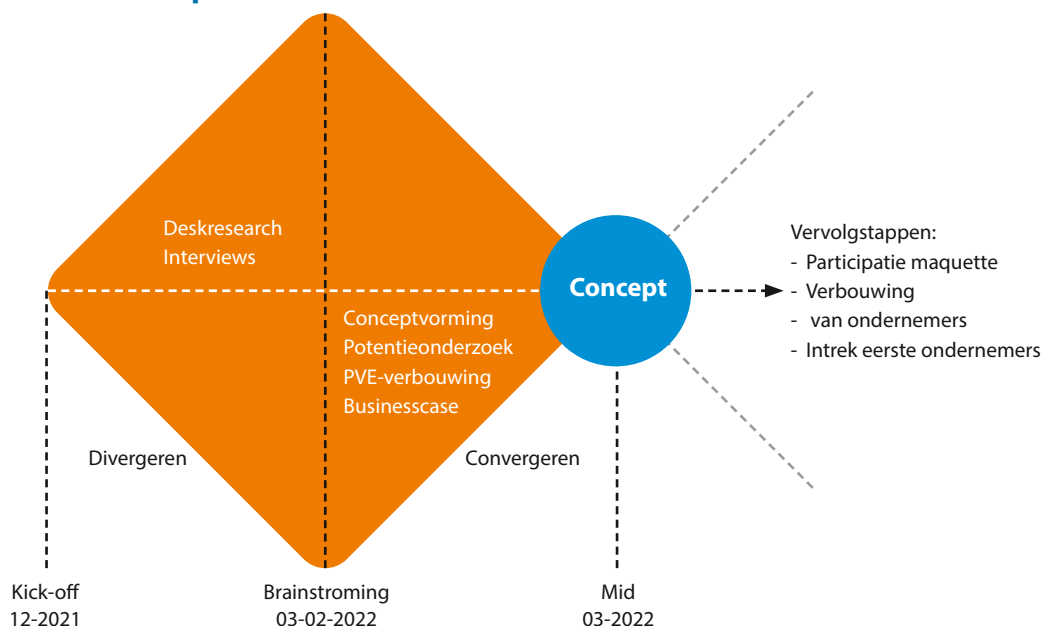 Deskresearch
Interviews
Concept
Conceptvorming
Potentieonderzoek
PVE-verbouwing
Businesscase
Vervolgstappen:
- Participatie maquette
- Verbouwing
- van ondernemers
- Intrek eerste ondernemers
Divergeren
Convergeren
Kick-off
12-2021
Brainstroming
03-02-2022
Mid
03-2022